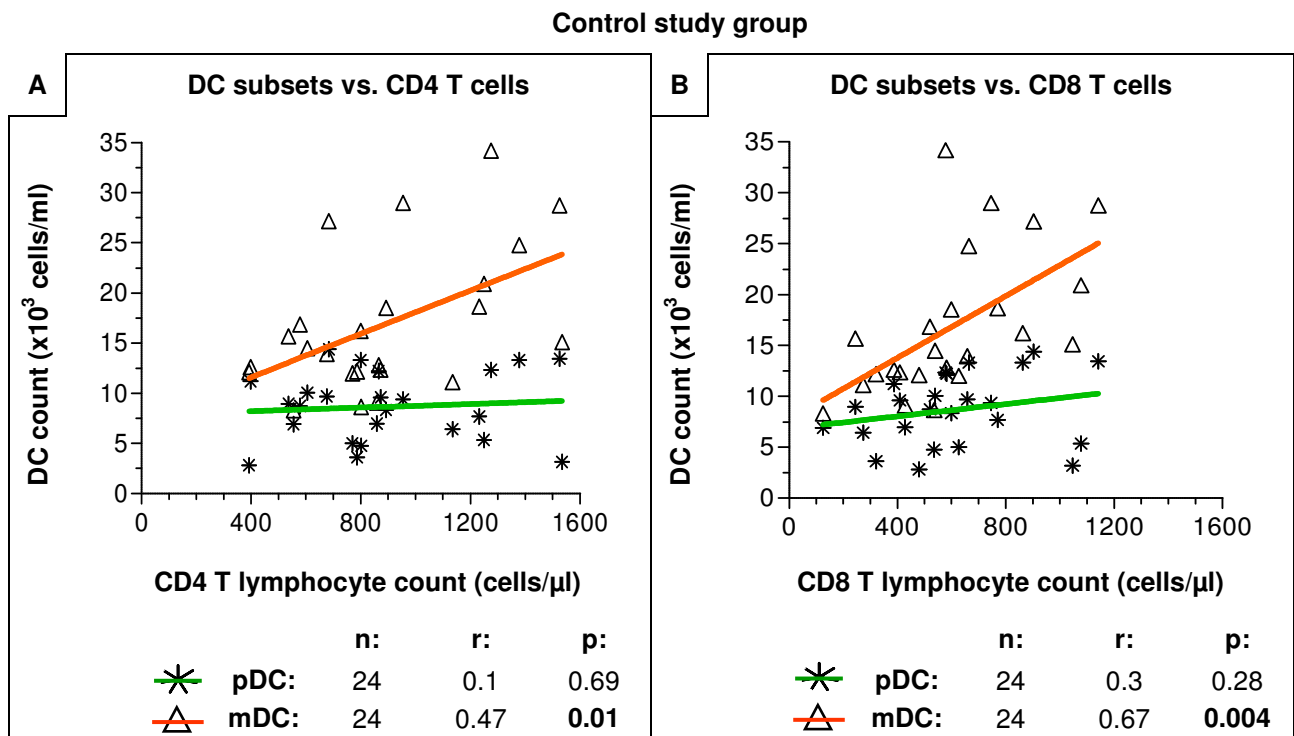 Control study group
A
DC subsets vs. CD4 T cells
DC count (x10³ cells/ml)
35
30
25
20
15
10
5
0
0 400 800 1200 1600
CD4 T lymphocyte count (cells/µl)
n: r: p:
pDC: 24 0.1 0.69
mDC: 24 0.47 0.01
B
DC subsets vs. CD8 T cells
DC count (x10³ cells/ml)
35
30
25
20
15
10
5
0
0 400 800 1200 1600
CD8 T lymphocyte count (cells/µl)
n: r: p:
pDC: 24 0.3 0.28
mDC: 24 0.67 0.004